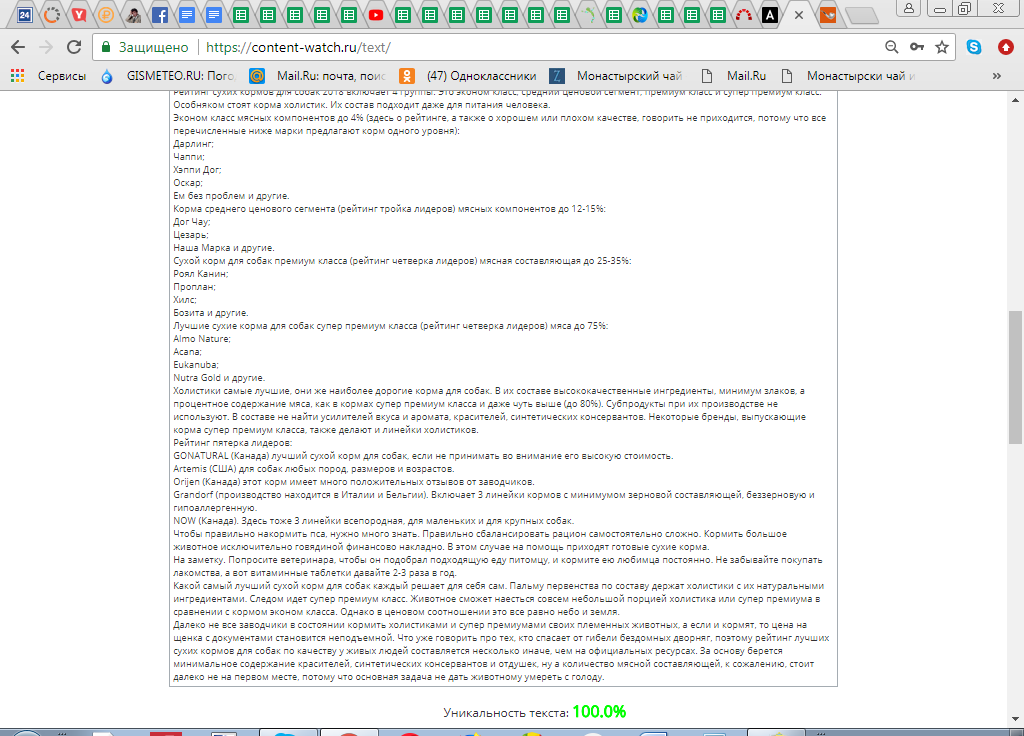 24
Защищено
https://content-watch.ru/text/
Сервисы
GISMETEO.RU: Пого
Mail.Ru: почта, поис
(47) Одноклассники
Монастырский чай
Mail.Ru
Монастырски чай и
»
Рейтинг сухих кормов для собак 2018 включает 4 группы. Это эконом класс, средний ценовой сегмент, премиум класс и супер премиум класс.
Особняком стоят корма холистик. Их состав подходит даже для питания человека.
Эконом класс мясных компонентов до 4% (здесь о рейтинге, а также о хорошем или плохом качестве, говорить не приходится, потому что все
перечисленные ниже марки предлагают корм одного уровня):
Дарлинг;
Чаппи;
Хэппи Дог;
Оскар;
Ем без проблем и другие.
Корма среднего ценового сегмента (рейтинг тройка лидеров) мясных компонентов до 12-15%:
Дог Чау;
Цезарь;
Наша Марка и другие.
Сухой корм для собак премиум класса (рейтинг четверка лидеров) мясная составляющая до 25-35%:
Роял Канин;
Проплан;
Хилс;
Бозита и другие.
Лучшие сухие корма для собак супер премиум класса (рейтинг четверка лидеров) мяса до 75%:
Almo Nature;
Acana;
Eukanuba;
Nutra Gold и другие.
Холистики самые лучшие, они же наиболее дорогие корма для собак. В их составе высококачественные ингредиенты, минимум злаков, а
процентное содержание мяса, как в кормах супер премиум класса и даже чуть выше (до 80%). Субпродукты при их производстве не
используют. В составе не найти усилителей вкуса и аромата, красителей, синтетических консервантов. Некоторые бренды, выпускающие
корма супер премиум класса, также делают и линейки холистиков.
Рейтинг пятерка лидеров:
GONATURAL (Канада) лучший сухой корм для собак, если не принимать во внимание его высокую стоимость.
Artemis (США) для собак любых пород, размеров и возрастов.
Orijen (Канада) этот корм имеет много положительных отзывов от заводчиков.
Grandorf (производство находится в Италии и Бельгии). Включает 3 линейки кормов с минимумом зерновой составляющей, беззерновую и
гипоаллергенную.
NOW (Канада). Здесь тоже 3 линейки всепородная, для маленьких и для крупных собак.
Чтобы правильно накормить пса, нужно много знать. Правильно сбалансировать рацион самостоятельно сложно. Кормить большое
животное исключительно говядиной финансово накладно. В этом случае на помощь приходят готовые сухие корма.
На заметку. Попросите ветеринара, чтобы он подобрал подходящую еду питомцу, и кормите ею любимца постоянно. Не забывайте покупать
лакомства, а вот витаминные таблетки давайте 2-3 раза в год.
Какой самый лучший сухой корм для собак каждый решает для себя сам. Пальму первенства по составу держат холистики с их натуральными
ингредиентами. Следом идет супер премиум класс. Животное сможет наесться совсем небольшой порцией холистика или супер премиума в
сравнении с кормом эконом класса. Однако в ценовом соотношении это все равно небо и земля.
Далеко не все заводчики в состоянии кормить холистиками и супер премиумами своих племенных животных, а если и кормят, то цена на
щенка с документами становится неподъемной. Что уже говорить про тех, кто спасает от гибели бездомных дворняг, поэтому рейтинг лучших
сухих кормов для собак по качеству у живых людей составляется несколько иначе, чем на официальных ресурсах. За основу берется
минимальное содержание красителей, синтетических консервантов и отдушек, ну а количество мясной составляющей, к сожалению, стоит
далеко не на первом месте, потому что основная задача не дать животному умереть с голоду.
Уникальность текста: 100.0%